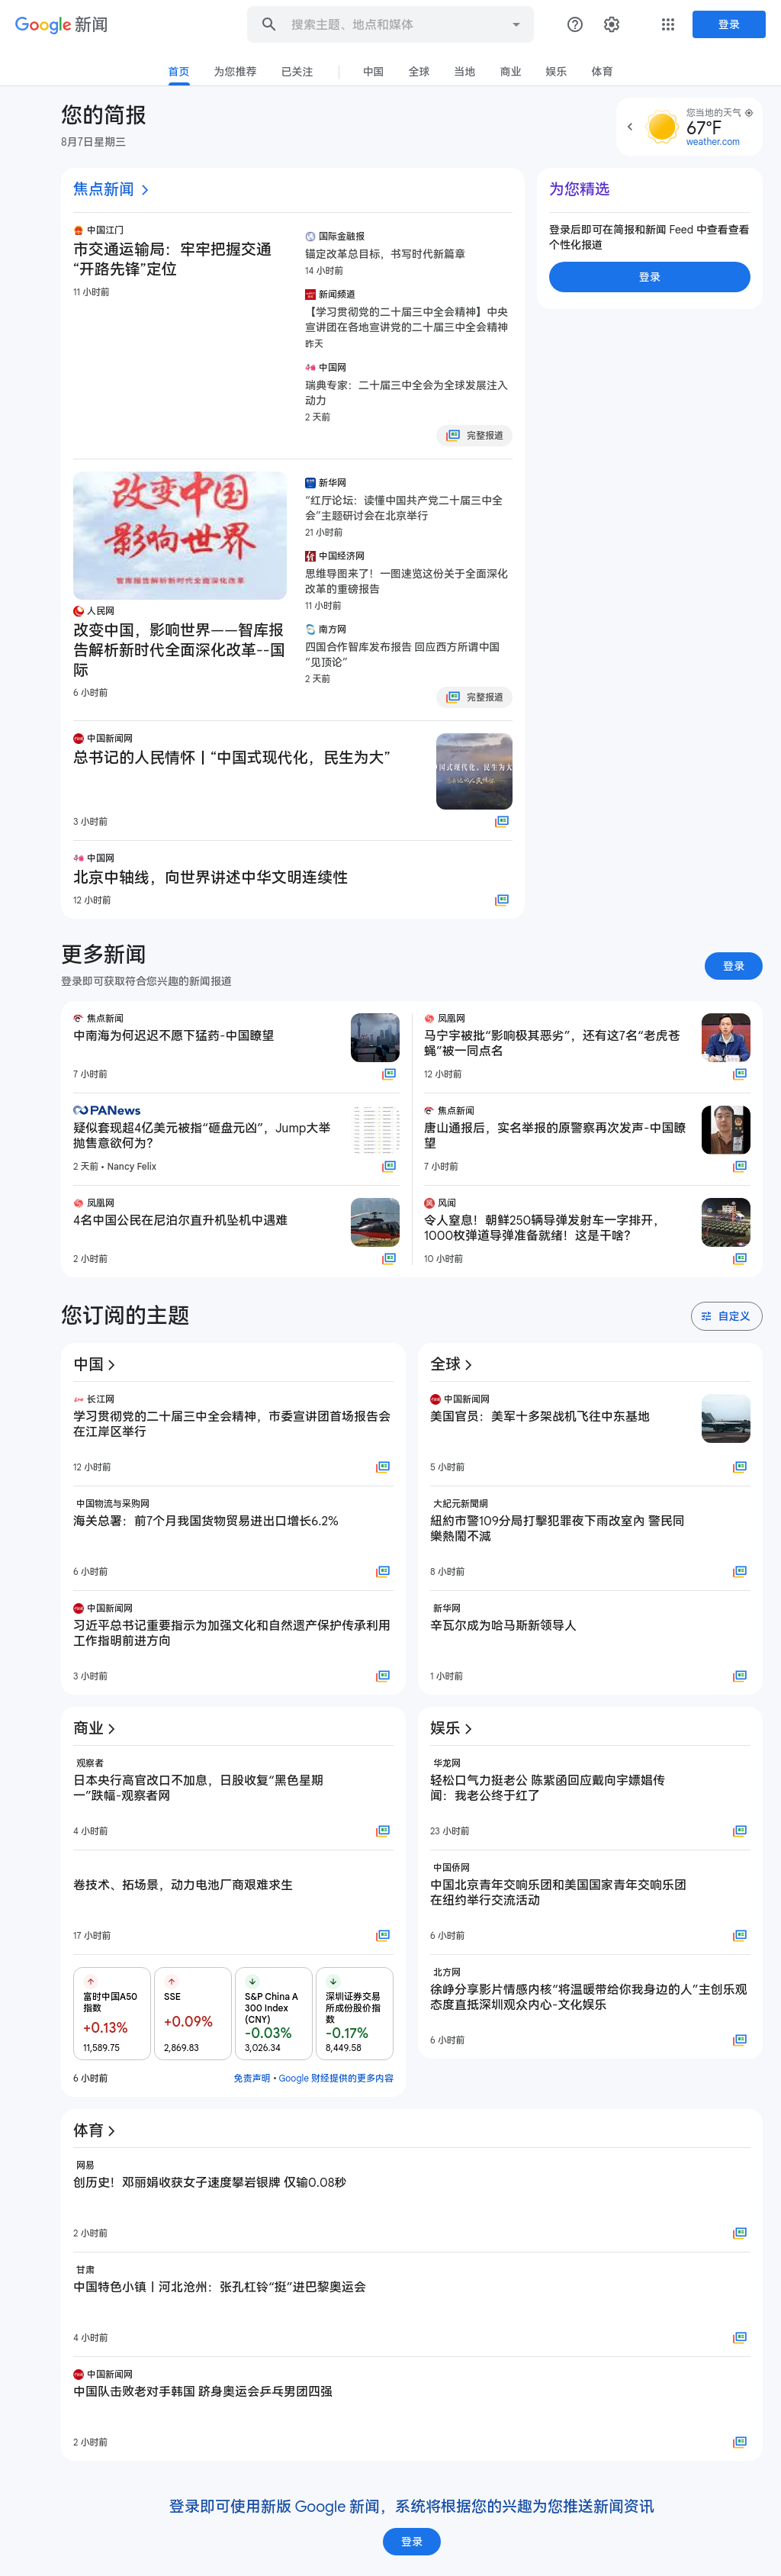 Google 新闻
搜索主题、地点和媒体
登录
首页
为您推荐
已关注
中国
全球
当地
商业
娱乐
体育
您的简报
8月7日星期三
您当地的天气
67°F
weather.com
焦点新闻
中国江门
市交通运输局：牢牢把握交通
“开路先锋”定位
11 小时前
国际金融报
锚定改革总目标，书写时代新篇章
14 小时前
新闻频道
【学习贯彻党的二十届三中全会精神】中央
宣讲团在各地宣讲党的二十届三中全会精神
昨天
中国网
瑞典专家：二十届三中全会为全球发展注入
动力
2 天前
完整报道
为您精选
登录后即可在简报和新闻 Feed 中查看查看
个性化报道
登录
改变中国
影响世界
智库报告解析新时代全面深化改革
人民网
改变中国，影响世界——智库报
告解析新时代全面深化改革--国
际
6 小时前
新华网
“红厅论坛：读懂中国共产党二十届三中全
会”主题研讨会在北京举行
21 小时前
中国经济网
思维导图来了！一图速览这份关于全面深化
改革的重磅报告
11 小时前
南方网
四国合作智库发布报告 回应西方所谓中国
“见顶论”
2 天前
完整报道
中国新闻网
总书记的人民情怀丨“中国式现代化，民生为大”
3 小时前
国式现代化，民生为大
中国网
北京中轴线，向世界讲述中华文明连续性
12 小时前
更多新闻
登录即可获取符合您兴趣的新闻报道
登录
焦点新闻
中南海为何迟迟不愿下猛药-中国瞭望
7 小时前
凤凰网
马宁宇被批“影响极其恶劣”，还有这7名“老虎苍
蝇”被一同点名
12 小时前
PANews
疑似套现超4亿美元被指“砸盘元凶”，Jump大举
抛售意欲何为？
2 天前 • Nancy Felix
焦点新闻
唐山通报后，实名举报的原警察再次发声-中国瞭
望
7 小时前
凤凰网
4名中国公民在尼泊尔直升机坠机中遇难
2 小时前
风闻
令人窒息！朝鲜250辆导弹发射车一字排开，
1000枚弹道导弹准备就绪！这是干啥？
10 小时前
您订阅的主题
自定义
中国
长江网
学习贯彻党的二十届三中全会精神，市委宣讲团首场报告会
在江岸区举行
12 小时前
中国物流与采购网
海关总署：前7个月我国货物贸易进出口增长6.2%
6 小时前
中国新闻网
习近平总书记重要指示为加强文化和自然遗产保护传承利用
工作指明前进方向
3 小时前
全球
中国新闻网
美国官员：美军十多架战机飞往中东基地
5 小时前
大紀元新聞網
紐約市警109分局打擊犯罪夜下雨改室內 警民同
樂熱鬧不減
8 小时前
新华网
辛瓦尔成为哈马斯新领导人
1 小时前
商业
观察者
日本央行高官改口不加息，日股收复“黑色星期
一”跌幅-观察者网
4 小时前
卷技术、拓场景，动力电池厂商艰难求生
17 小时前
富时中国A50
指数
+0.13%
11,589.75
SSE
+0.09%
2,869.83
S&P China A
300 Index
(CNY)
-0.03%
3,026.34
深圳证券交易
所成份股价指
数
-0.17%
8,449.58
6 小时前
免责声明 • Google 财经提供的更多内容
娱乐
华龙网
轻松口气力挺老公 陈紫函回应戴向宇嫖娼传
闻：我老公终于红了
23 小时前
中国侨网
中国北京青年交响乐团和美国国家青年交响乐团
在纽约举行交流活动
6 小时前
北方网
徐峥分享影片情感内核“将温暖带给你我身边的人”主创乐观
态度直抵深圳观众内心-文化娱乐
6 小时前
体育
网易
创历史！邓丽娟收获女子速度攀岩银牌 仅输0.08秒
2 小时前
甘肃
中国特色小镇丨河北沧州：张孔杠铃“挺”进巴黎奥运会
4 小时前
中国新闻网
中国队击败老对手韩国 跻身奥运会乒乓男团四强
2 小时前
登录即可使用新版 Google 新闻，系统将根据您的兴趣为您推送新闻资讯
登录